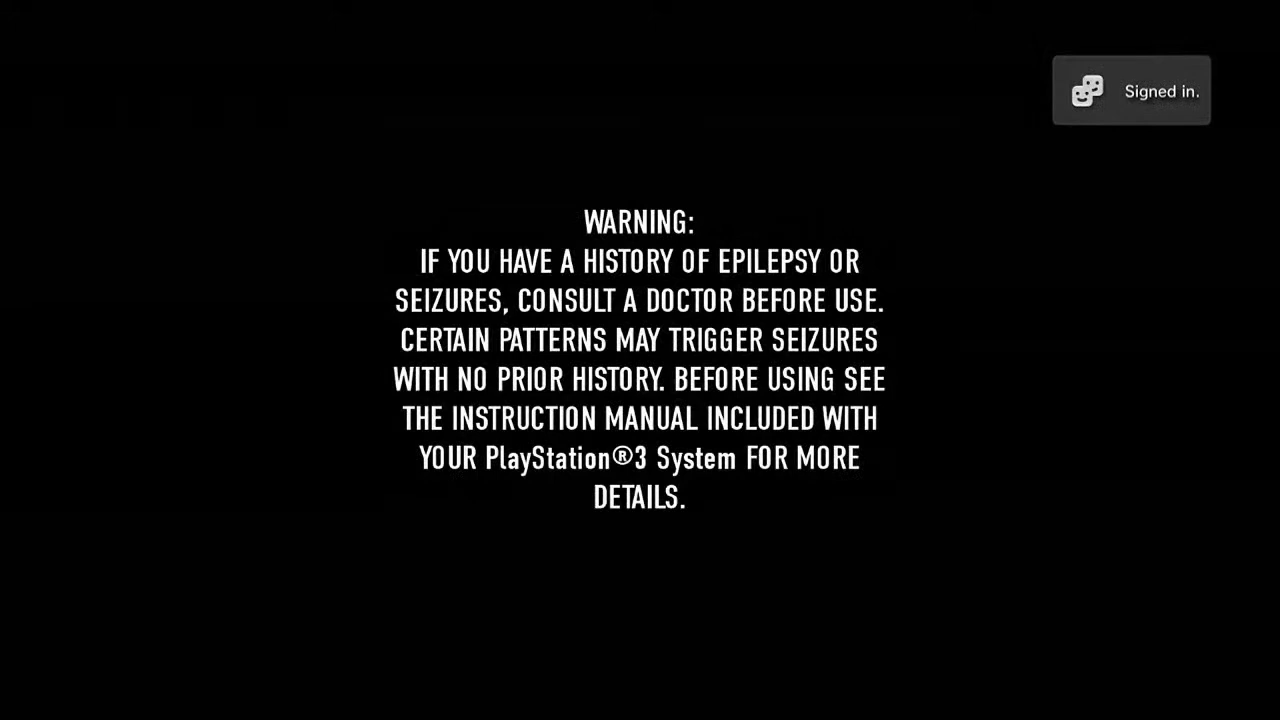 Signed in.
WARNING:
IF YOU HAVE A HISTORY OF EPILEPSY OR
SEIZURES, CONSULT A DOCTOR BEFORE USE.
CERTAIN PATTERNS MAY TRIGGER SEIZURES
WITH NO PRIOR HISTORY. BEFORE USING SEE
THE INSTRUCTION MANUAL INCLUDED WITH
YOUR PlayStation®3 System FOR MORE
DETAILS.